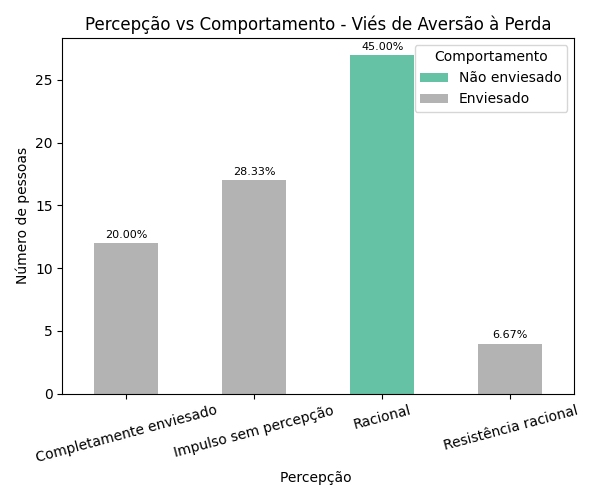 Percepção vs Comportamento - Viés de Aversão à Perda
Número de pessoas
25
20
15
10
5
0
20.00%
28.33%
45.00%
6.67%
Comportamento
Não enviesado
Enviesado
Completamente enviesado
Impulso sem percepção
Racional
Resistência racional
Percepção